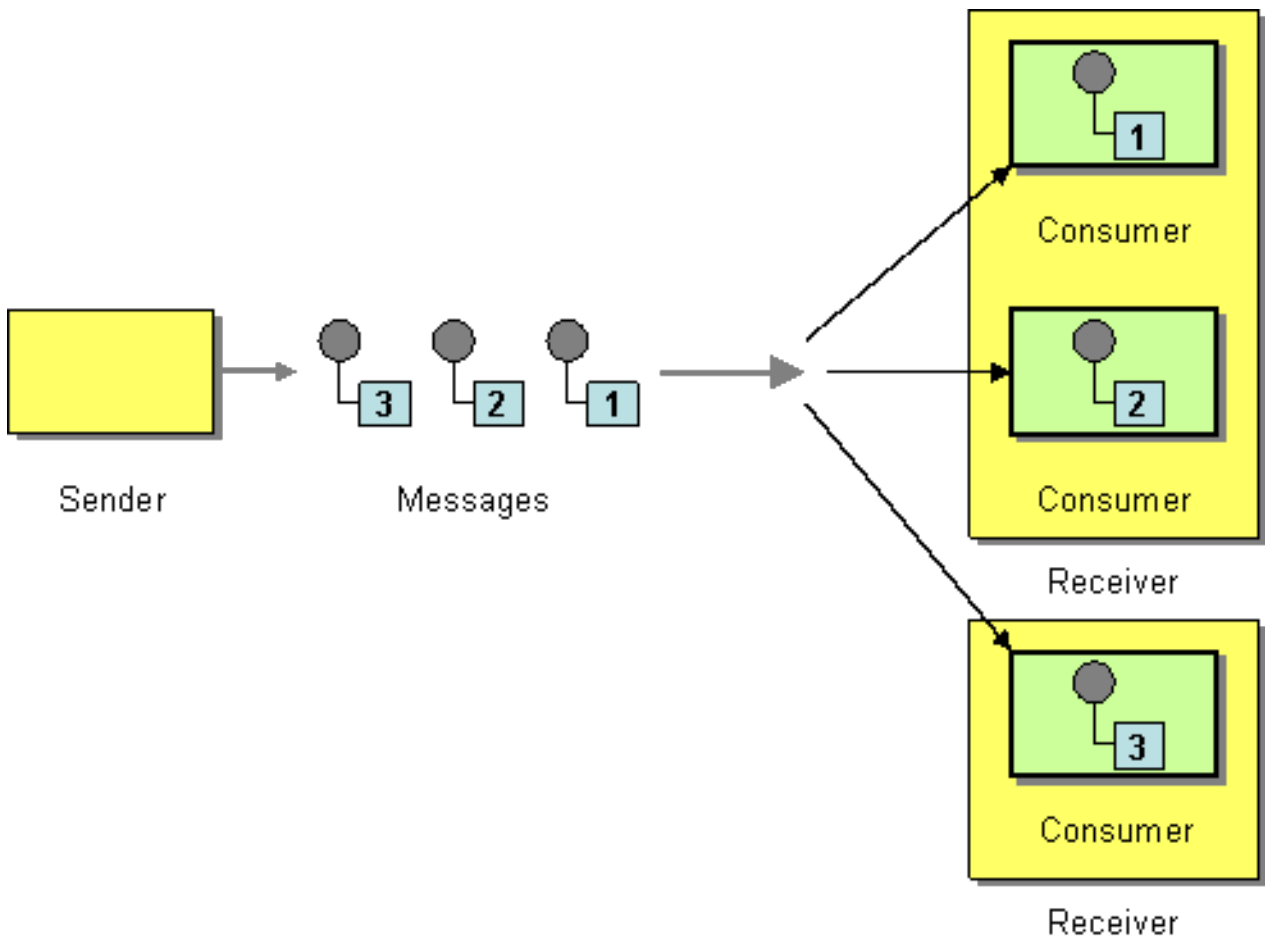 1
Consumer
3
2
1
2
Sender
Messages
Consumer
Receiver
3
Consumer
Receiver